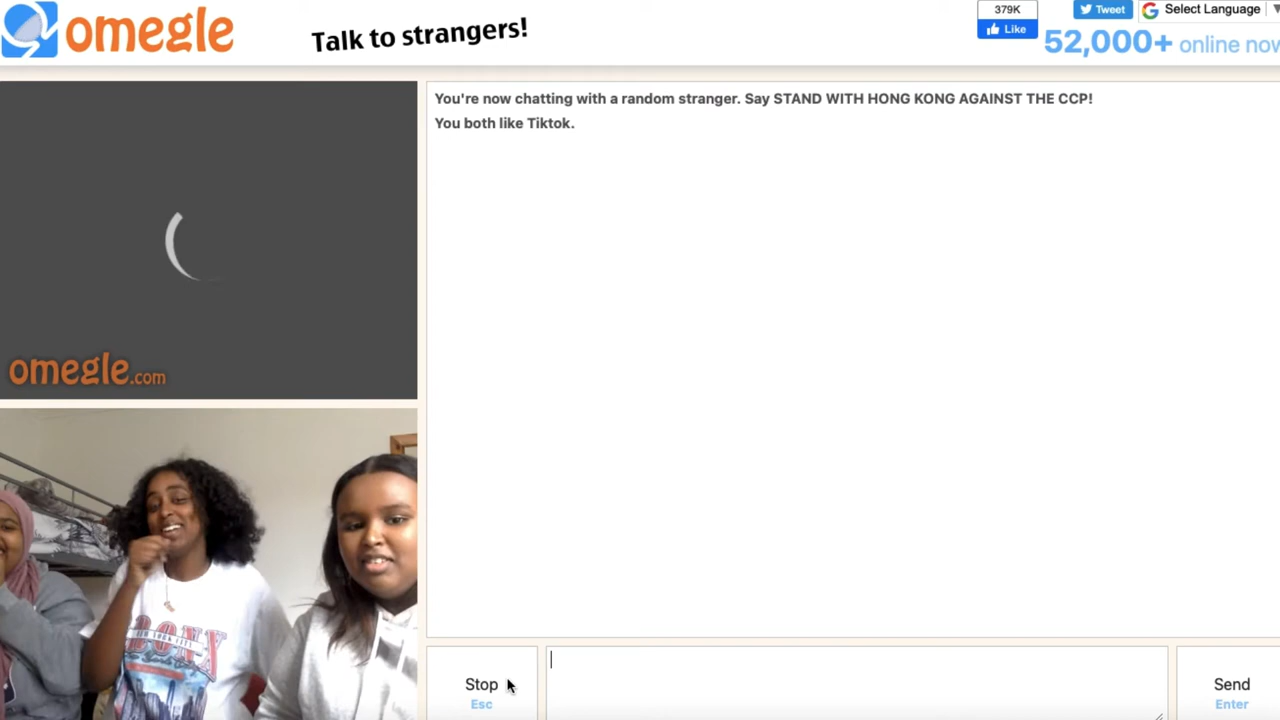 omegle
Talk to strangers!
379K
Like
Tweet
Select Language
52,000+ online now
You're now chatting with a random stranger. Say STAND WITH HONG KONG AGAINST THE CCP!
You both like Tiktok.
omegle.com
BRONX
Stop
Esc
Send
Enter